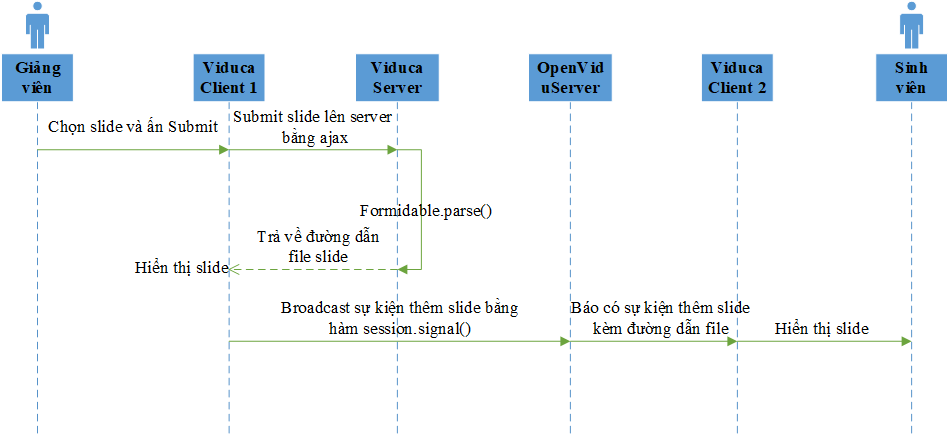 Giảng
viên
Viduca
Client 1
Viduca
Server
OpenVid
uServer
Viduca
Client 2
Sinh
viên
Chọn slide và ấn Submit
Submit slide lên server
bằng ajax
Formidable.parse()
Trả về đường dẫn
file slide
Hiển thị slide
Broadcast sự kiện thêm slide bằng
hàm session.signal()
Báo có sự kiện thêm slide
kèm đường dẫn file
Hiển thị slide